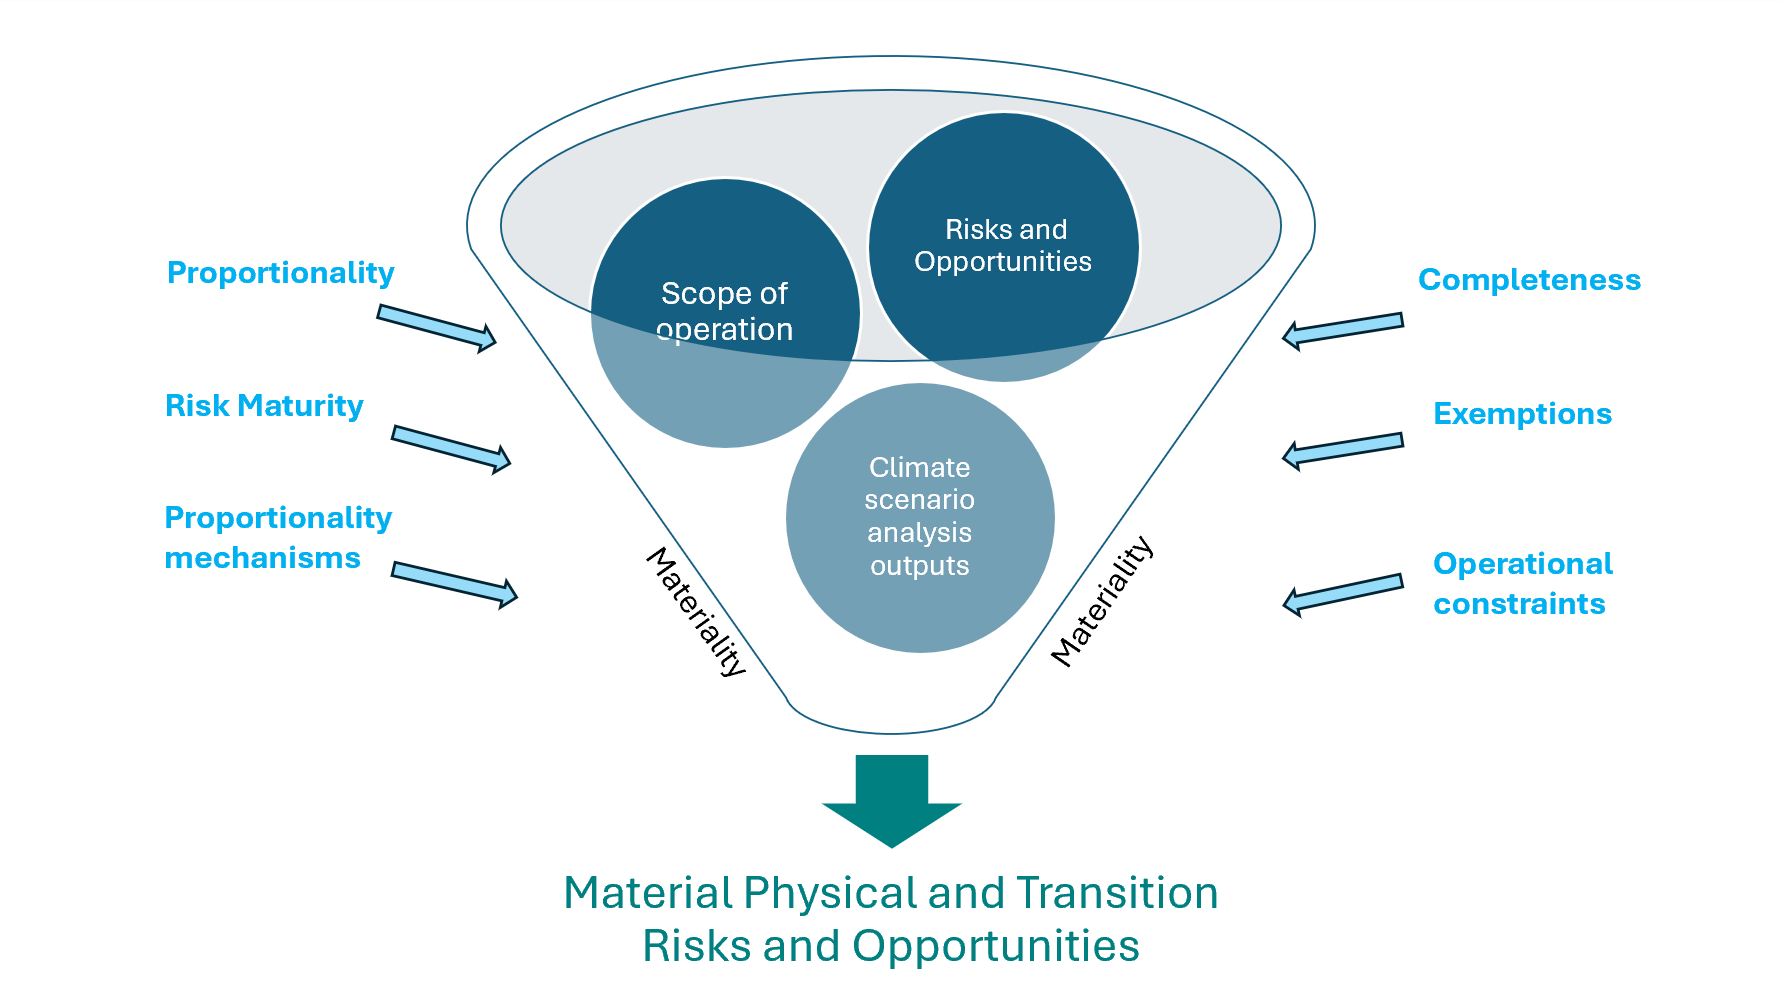 Risks and
Opportunities
Scope of
operation
Climate
scenario
analysis
outputs
Proportionality
Risk Maturity
Proportionality
mechanisms
Completeness
Exemptions
Operational
constraints
Materiality
Materiality
Material Physical and Transition
Risks and Opportunities